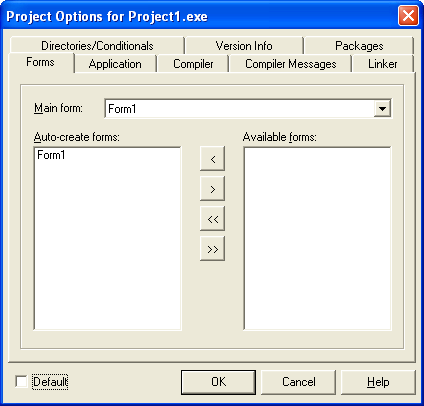 Project Options for Project1.exe
Directories/Conditionals Version Info Packages
Forms Application Compiler Compiler Messages Linker
Main form: Form1
Auto-create forms: Available forms:
Form1
<
>
<<
>>
Default OK Cancel Help